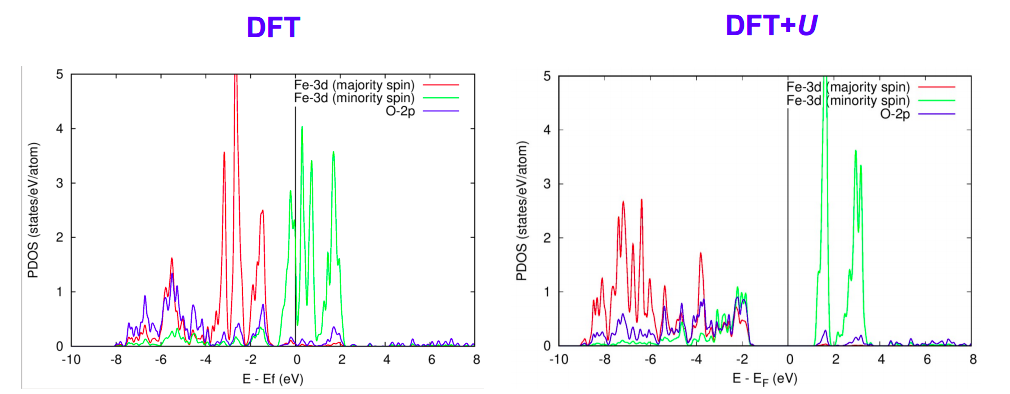 DFT
DFT+U
5
4
3
2
1
0
PDOS (states/eV/atom)
Fe-3d (majority spin)
Fe-3d (minority spin)
O-2p
-10
-8
-6
-4
-2
0
2
4
6
8
E - Ef (eV)
5
4
3
2
1
0
PDOS (states/eV/atom)
Fe-3d (majority spin)
Fe-3d (minority spin)
O-2p
-10
-8
-6
-4
-2
0
2
4
6
8
E - EF (eV)